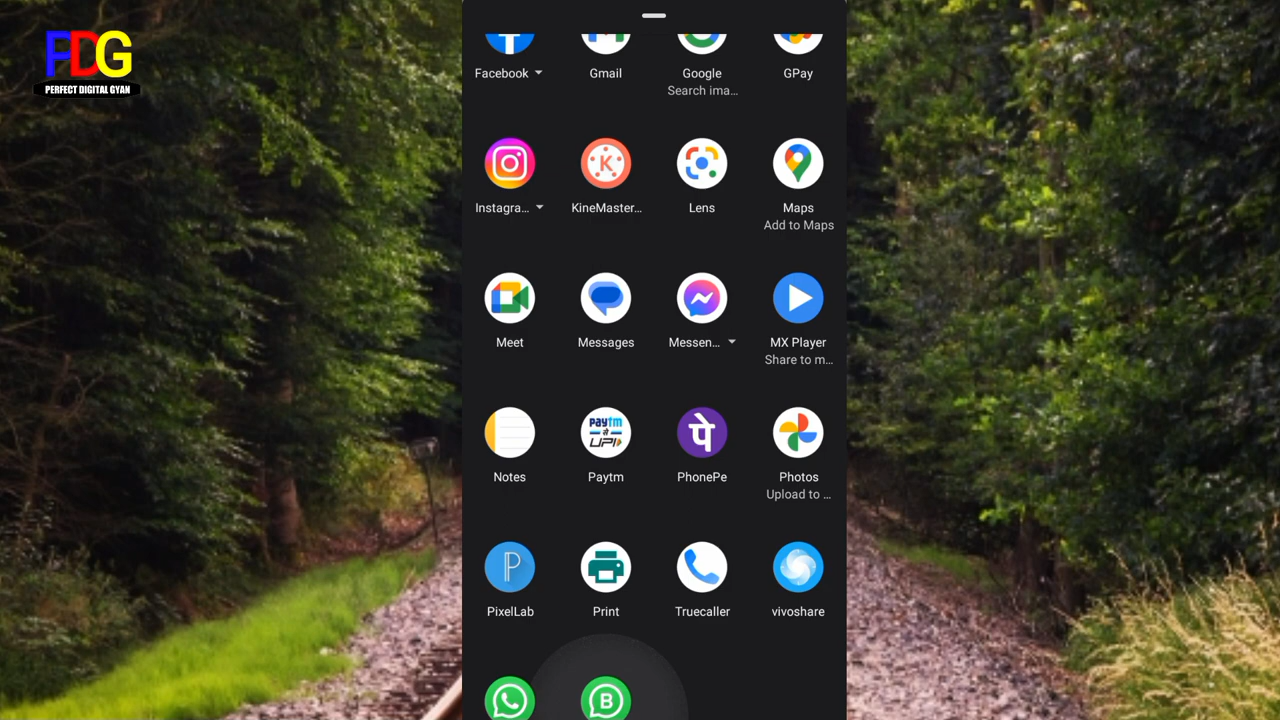 PDG
PERFECT DIGITAL GYAN
Facebook
Gmail
Google
Search ima...
GPay
Instagra...
KineMaster...
Lens
Maps
Add to Maps
Meet
Messages
Messen...
MX Player
Share to m...
Notes
paytm
से
UPI
Paytm
पे
PhonePe
Photos
Upload to ...
P
PixelLab
Print
Truecaller
vivoshare
K
B